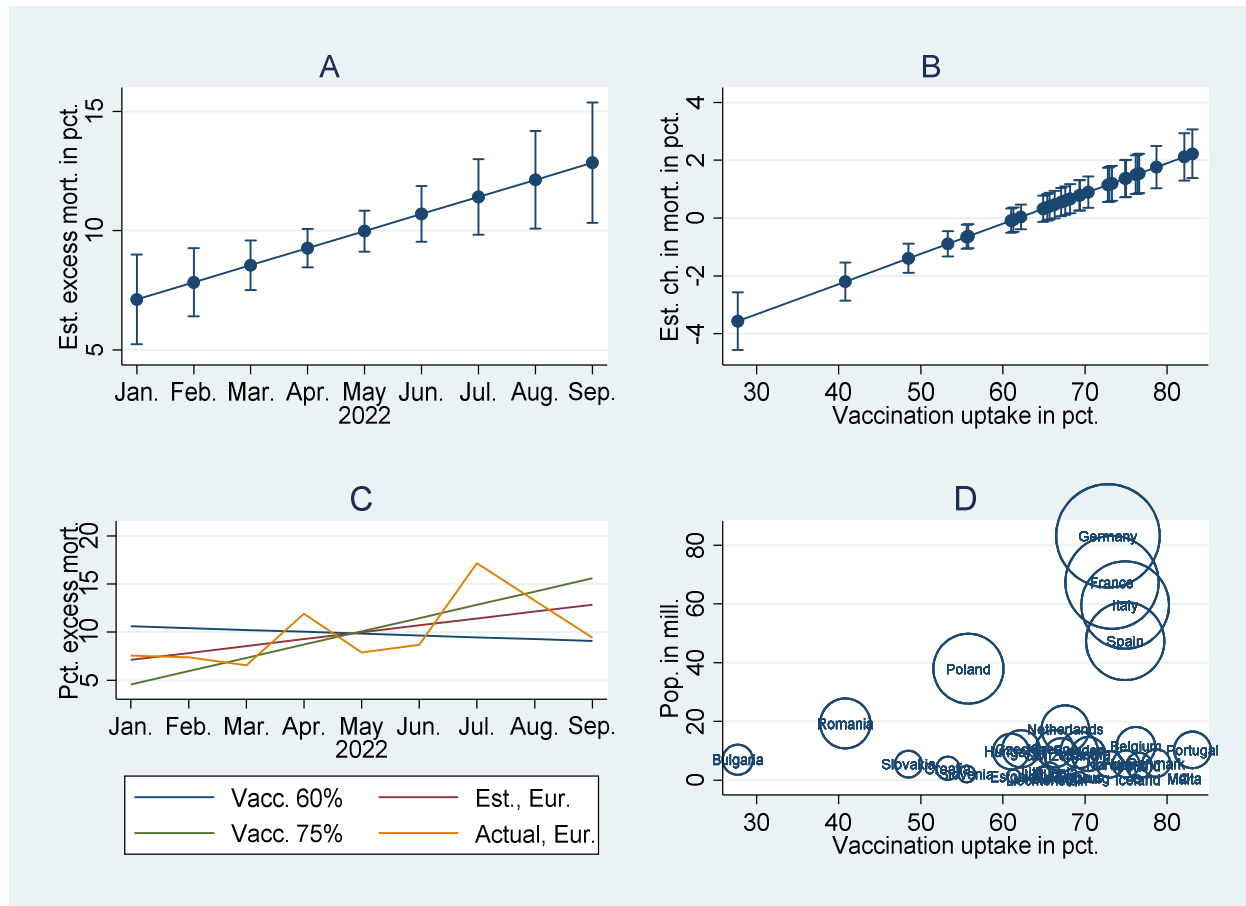 A
Est. excess mort. in pct.
15
10
5
Jan. Feb. Mar. Apr. May Jun. Jul. Aug. Sep.
2022
B
Est. ch. in mort. in pct.
4
2
0
-2
-4
30 40 50 60 70 80
Vaccination uptake in pct.
C
Pct. excess mort.
20
15
10
5
Jan. Feb. Mar. Apr. May Jun. Jul. Aug. Sep.
2022
Vacc. 60% Est., Eur.
Vacc. 75% Actual, Eur.
D
Pop. in mill.
80
60
40
20
0
Germany
France
Italy
Spain
Poland
Romania
Netherlands
Belgium
Portugal
Bulgaria
Slovakia
Croatia
Slovenia
Iceland
Malta
30 40 50 60 70 80
Vaccination uptake in pct.